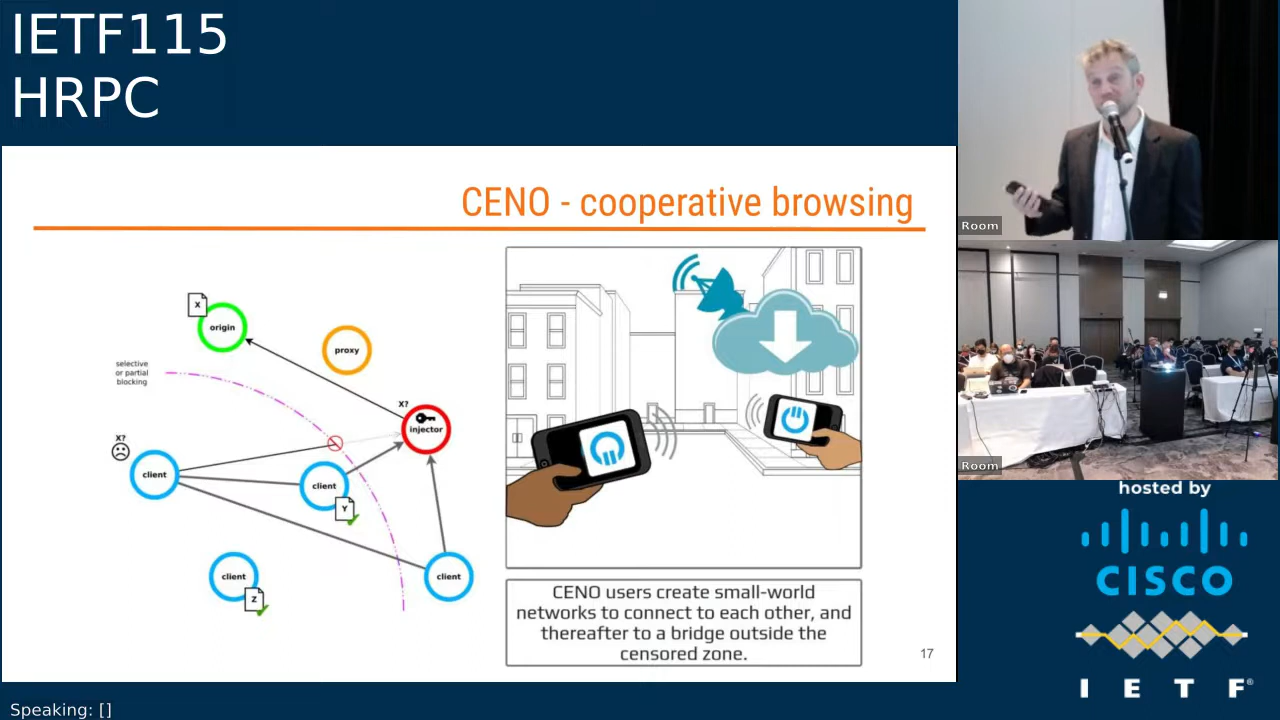 IETF115
HRPC
CENO - cooperative browsing
X
origin
proxy
selective
or partial
blocking
X?
injector
X?
client
client
Y
client
Z
client
CENO users create small-world
networks to connect to each other, and
thereafter to a bridge outside the
censored zone.
17
Room
Room
hosted by
CISCO
I E T F®
Speaking: []